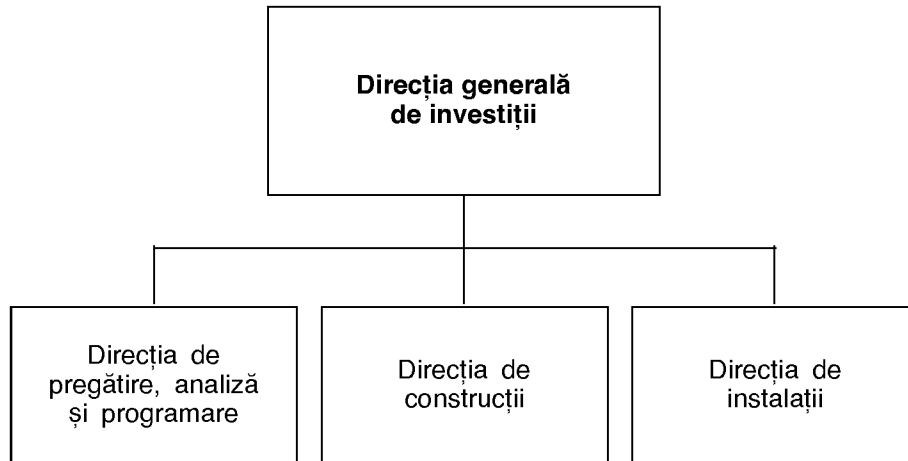 Direcția generală
de investiții
Direcția de
pregătire, analiză
și programare
Direcția de
construcții
Direcția de
instalații